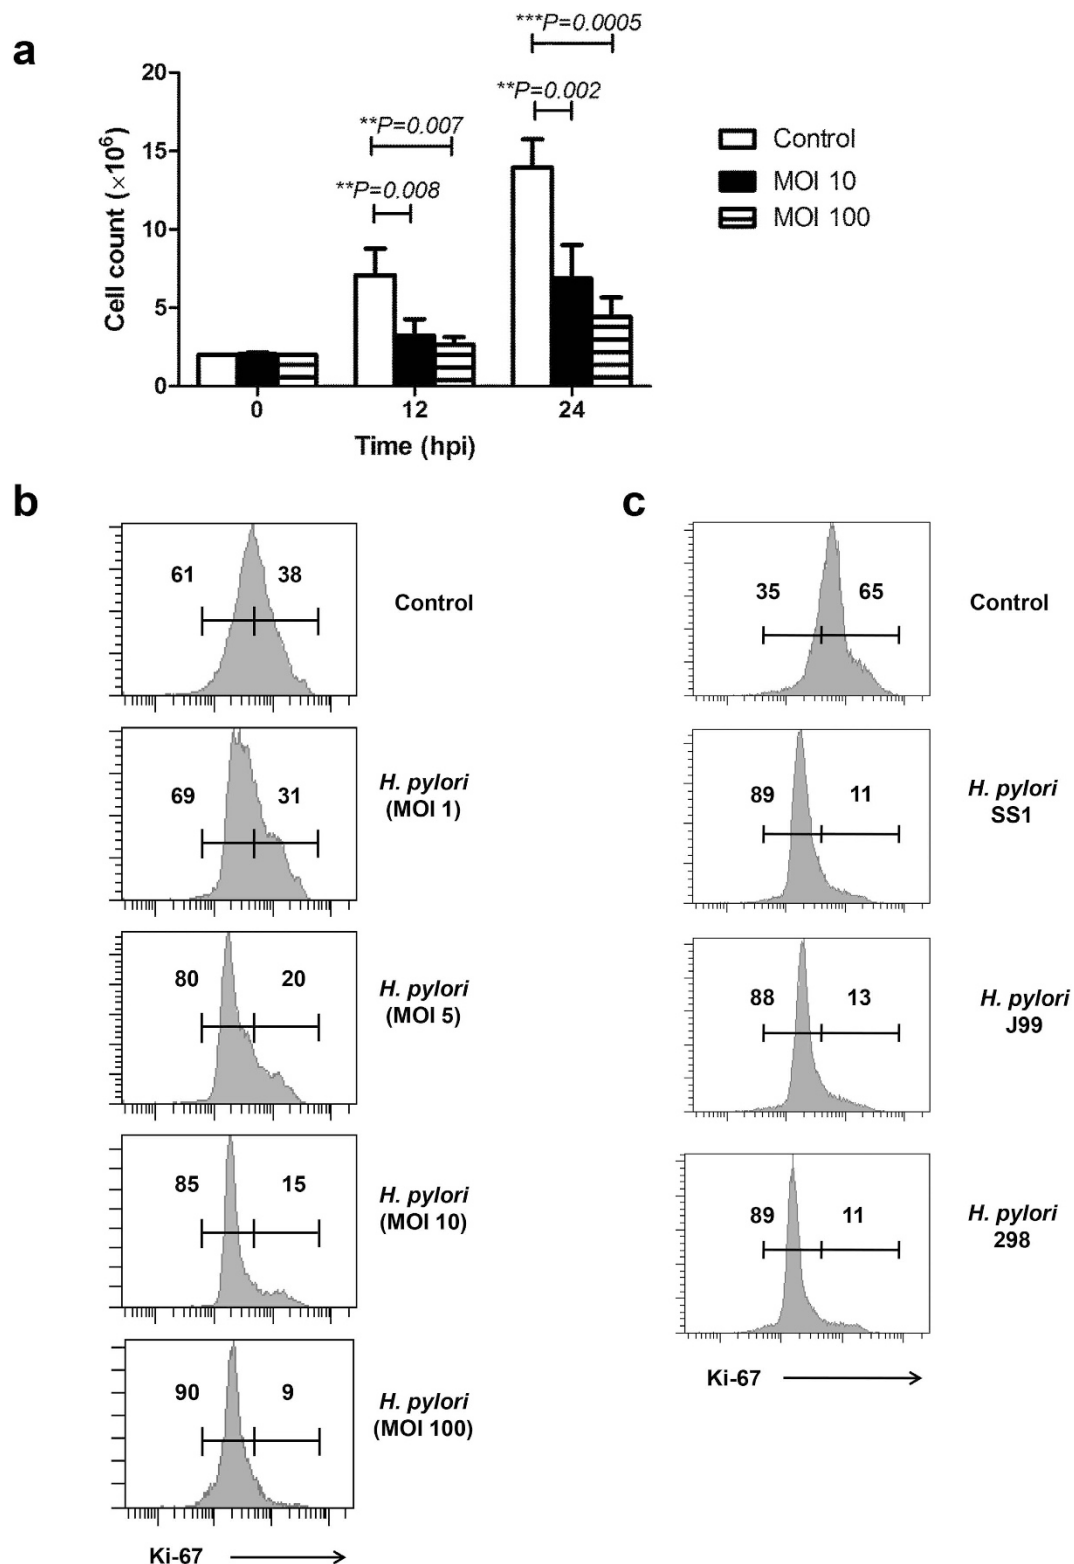 a
***P=0.0005
**P=0.002
**P=0.007
**P=0.008
Cell count (×10⁶)
20
15
10
5
0
0 12 24
Time (hpi)
Control
MOI 10
MOI 100
b
61 38
Control
69 31
H. pylori
(MOI 1)
80 20
H. pylori
(MOI 5)
85 15
H. pylori
(MOI 10)
90 9
H. pylori
(MOI 100)
Ki-67
c
35 65
Control
89 11
H. pylori
SS1
88 13
H. pylori
J99
89 11
H. pylori
298
Ki-67